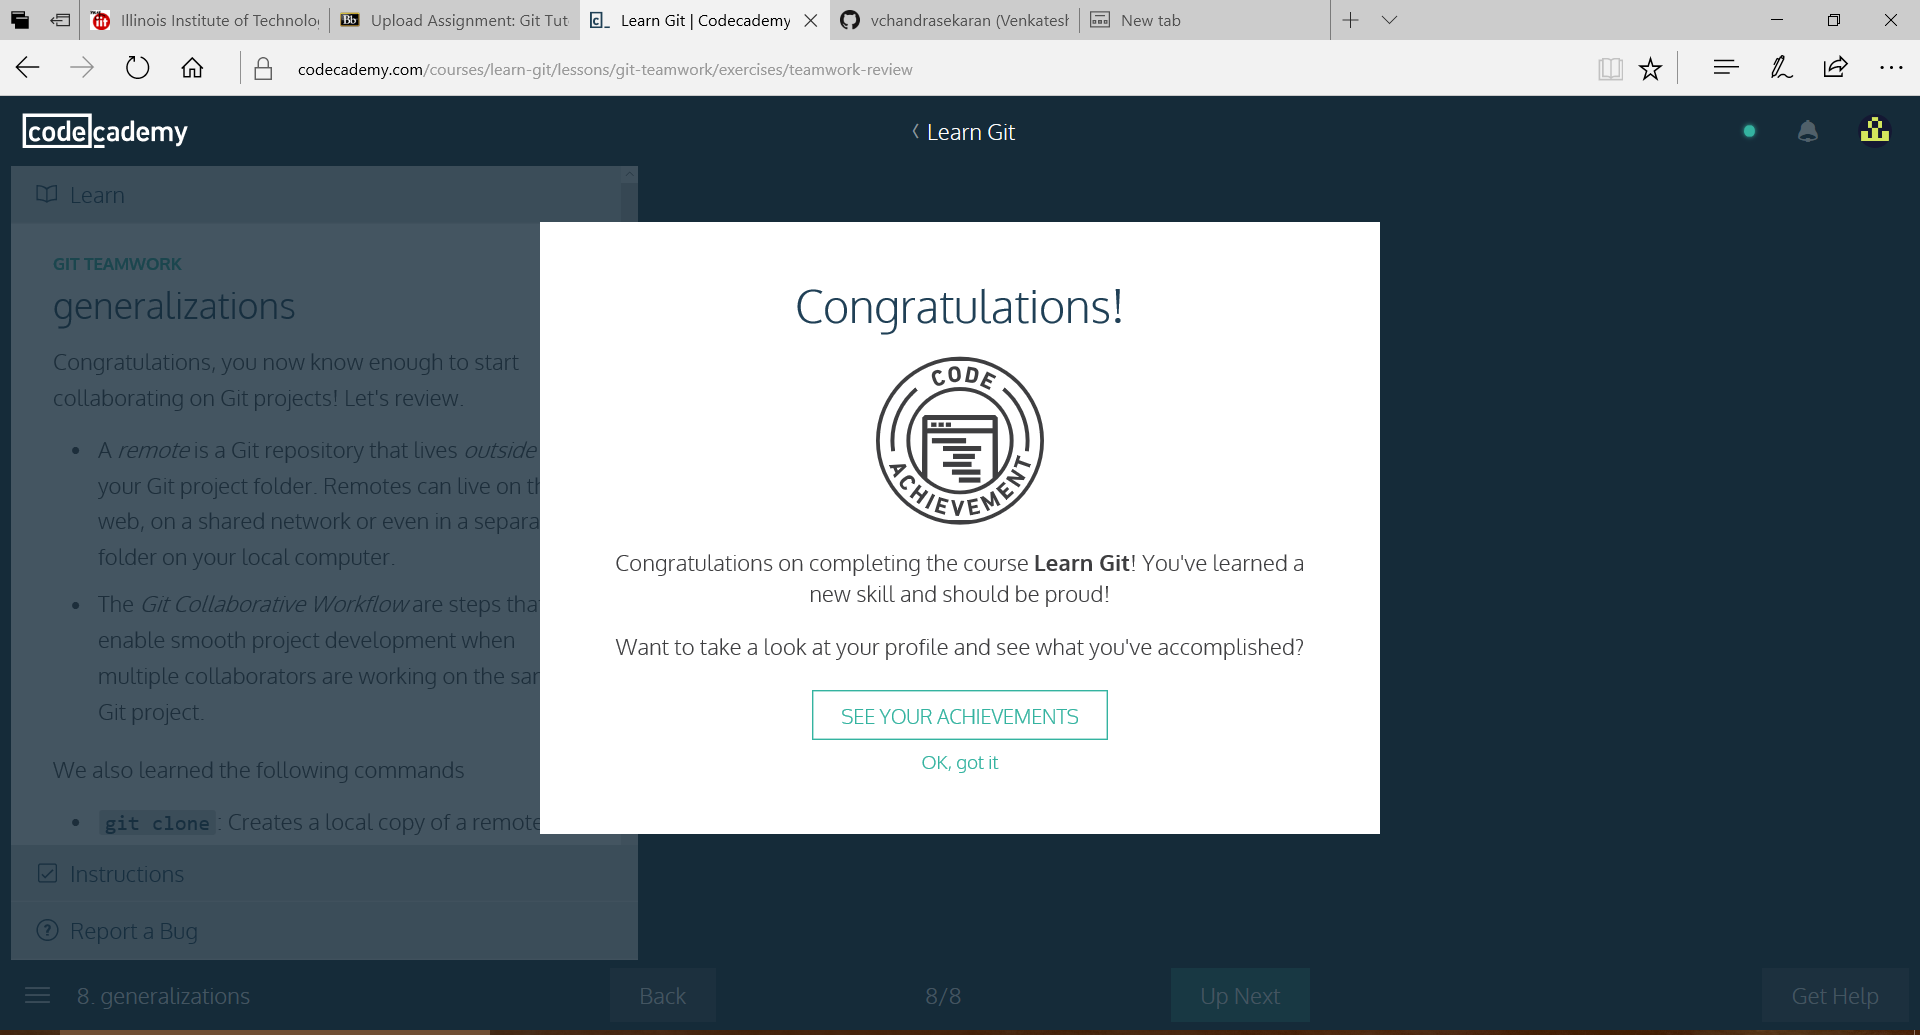 Illinois Institute of Technolo
Bb Upload Assignment: Git Tut
Learn Git | Codecademy
vchandrasekaran (Venkatesh
New tab
codecademy.com/courses/learn-git/lessons/git-teamwork/exercises/teamwork-review
codecademy
Learn Git
Learn
GIT TEAMWORK
generalizations
Congratulations, you now know enough to start
collaborating on Git projects! Let's review.
A remote is a Git repository that lives outside
your Git project folder. Remotes can live on th
web, on a shared network or even in a separa
folder on your local computer.
The Git Collaborative Workflow are steps tha
enable smooth project development when
multiple collaborators are working on the sam
Git project.
We also learned the following commands
git clone: Creates a local copy of a remote
Instructions
Report a Bug
Congratulations!
CODE
ACHIEVEMENT
Congratulations on completing the course Learn Git! You've learned a
new skill and should be proud!
Want to take a look at your profile and see what you've accomplished?
SEE YOUR ACHIEVEMENTS
OK, got it
8. generalizations
Back
8/8
Up Next
Get Help